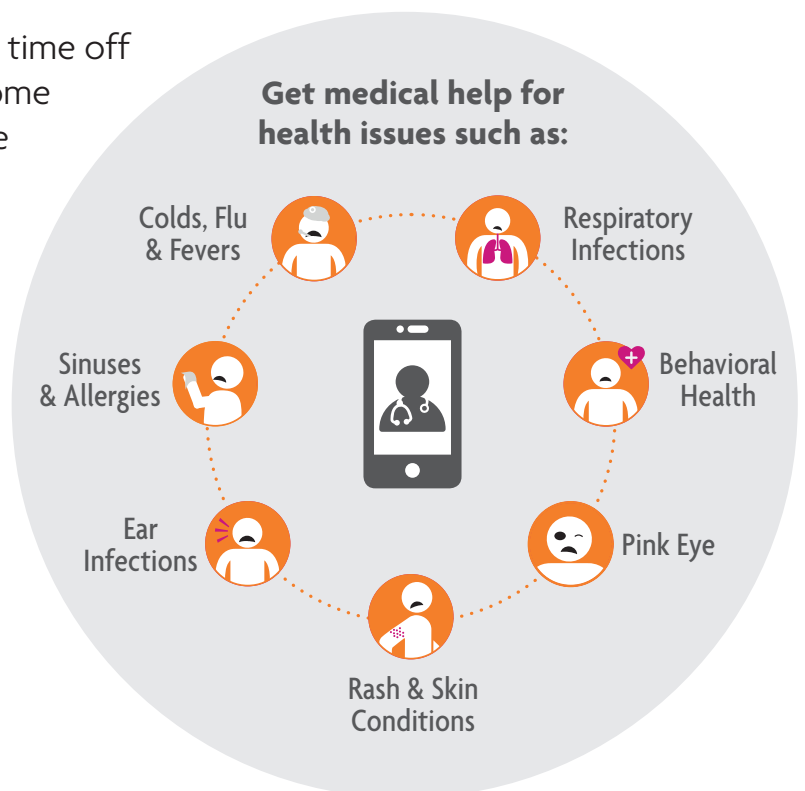 time off
ome
e
Get medical help for
health issues such as:
Colds, Flu
& Fevers
Respiratory
Infections
Sinuses
& Allergies
Behavioral
Health
Ear
Infections
Pink Eye
Rash & Skin
Conditions